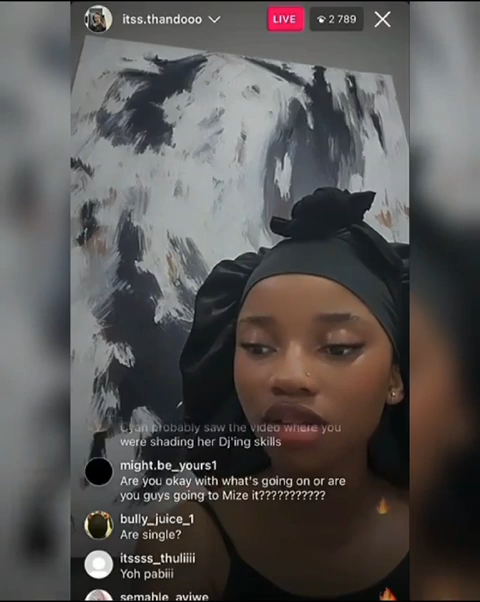 itss.thandooo
LIVE
2 789
Cyan probably saw the video where you
were shading her Dj'ing skills
might.be_yours1
Are you okay with what's going on or are
you guys going to Mize it???????????
bully_juice_1
Are single?
itssss_thuliiii
Yoh pabiii
semahle_aviwe